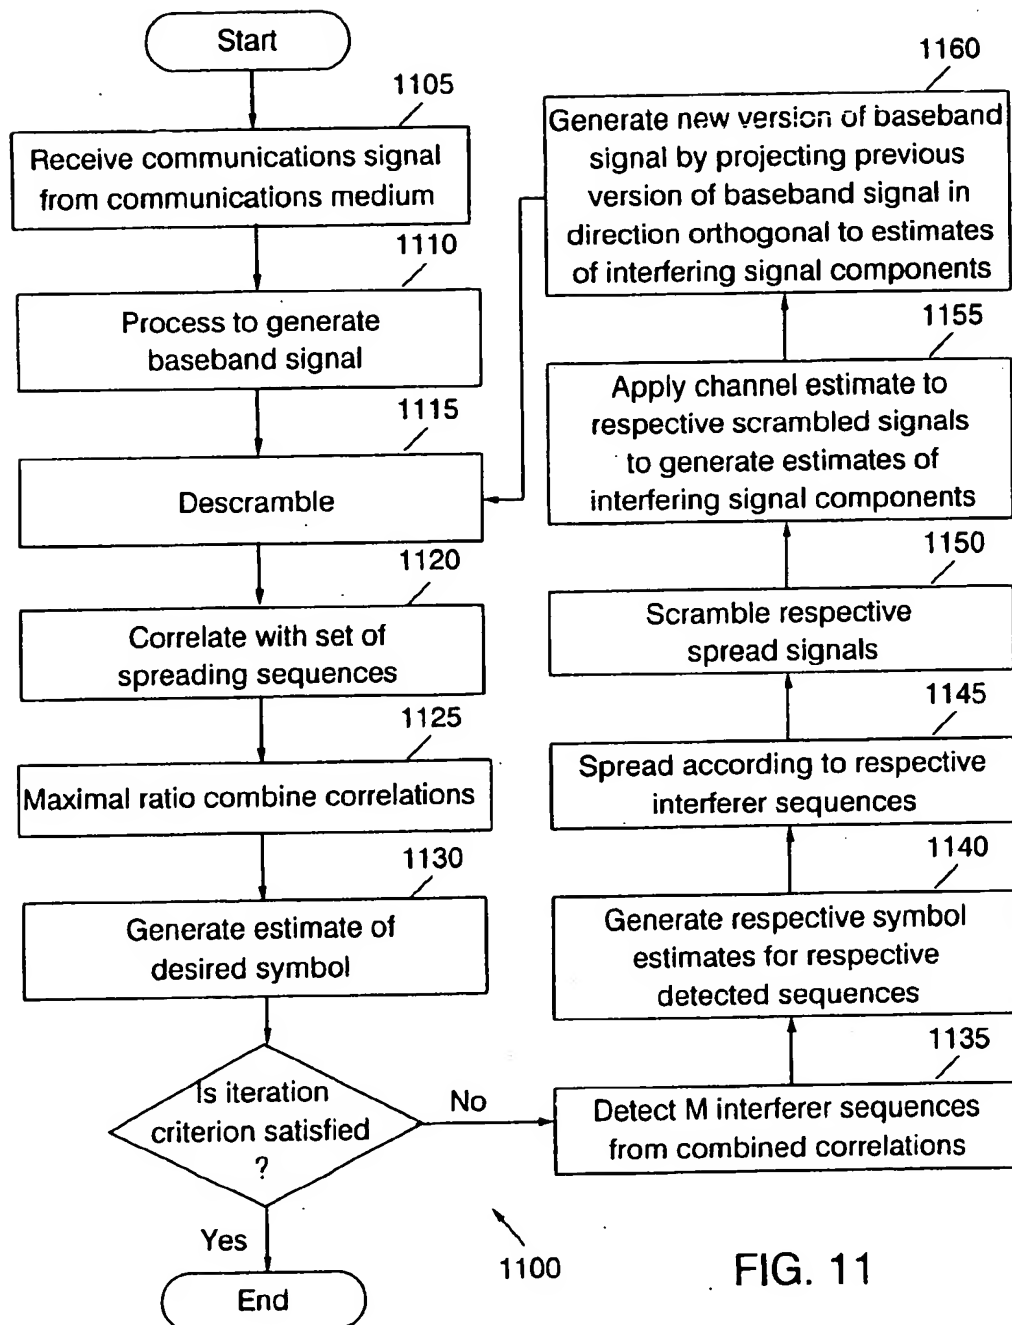 Start
1105
Receive communications signal
from communications medium
1110
Process to generate
baseband signal
1115
Descramble
1120
Correlate with set of
spreading sequences
1125
Maximal ratio combine correlations
1130
Generate estimate of
desired symbol
Is iteration
criterion satisfied
?
No
Yes
End
1135
Detect M interferer sequences
from combined correlations
1140
Generate respective symbol
estimates for respective
detected sequences
1145
Spread according to respective
interferer sequences
1150
Scramble respective
spread signals
1155
Apply channel estimate to
respective scrambled signals
to generate estimates of
interfering signal components
1160
Generate new version of baseband
signal by projecting previous
version of baseband signal in
direction orthogonal to estimates
of interfering signal components
1100
FIG. 11